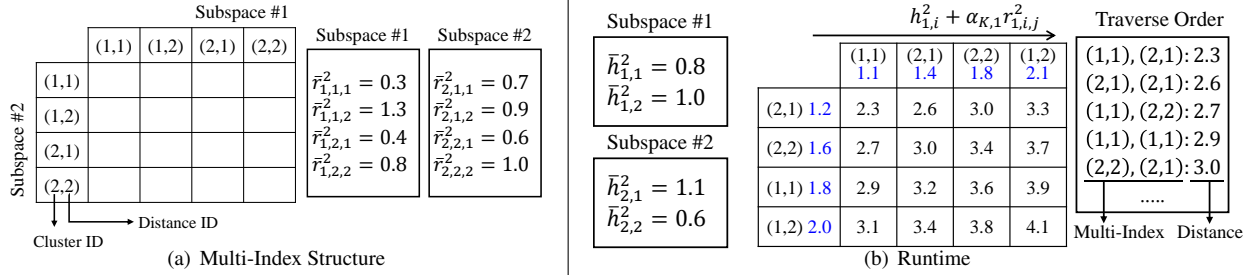 Subspace #1
(1,1) (1,2) (2,1) (2,2)
Subspace #2
(1,1)
(1,2)
(2,1)
(2,2)
Cluster ID
Distance ID
Subspace #1
r̄²₁,₁,₁ = 0.3
r̄²₁,₁,₂ = 1.3
r̄²₁,₂,₁ = 0.4
r̄²₁,₂,₂ = 0.8
Subspace #2
r̄²₂,₁,₁ = 0.7
r̄²₂,₁,₂ = 0.9
r̄²₂,₂,₁ = 0.6
r̄²₂,₂,₂ = 1.0
(a) Multi-Index Structure
Subspace #1
h̄²₁,₁ = 0.8
h̄²₁,₂ = 1.0
Subspace #2
h̄²₂,₁ = 1.1
h̄²₂,₂ = 0.6
h²₁,ᵢ + α_{K,1} r²_{1,i,j}
(1,1) (2,1) (2,2) (1,2)
1.1 1.4 1.8 2.1
(2,1) 1.2 2.3 2.6 3.0 3.3
(2,2) 1.6 2.7 3.0 3.4 3.7
(1,1) 1.8 2.9 3.2 3.6 3.9
(1,2) 2.0 3.1 3.4 3.8 4.1
Traverse Order
(1,1), (2,1): 2.3
(2,1), (2,1): 2.6
(1,1), (2,2): 2.7
(1,1), (1,1): 2.9
(2,2), (2,1): 3.0
.....
Multi-Index Distance
(b) Runtime